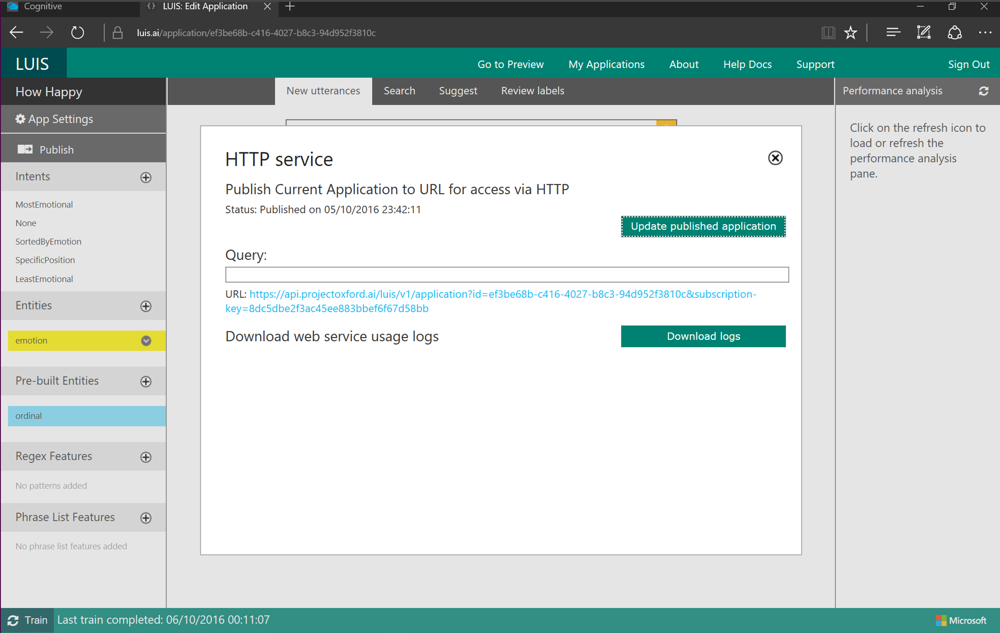 Cognitive
LUIS: Edit Application
luis.ai/application/ef3be68b-c416-4027-b8c3-94d952f3810c
LUIS
Go to Preview
My Applications
About
Help Docs
Support
Sign Out
How Happy
New utterances
Search
Suggest
Review labels
Performance analysis
App Settings
Publish
Intents
MostEmotional
None
SortedByEmotion
SpecificPosition
LeastEmotional
Entities
emotion
Pre-built Entities
ordinal
Regex Features
No patterns added
Phrase List Features
No phrase list features added
HTTP service
Publish Current Application to URL for access via HTTP
Status: Published on 05/10/2016 23:42:11
Update published application
Query:
URL: https://api.projectoxford.ai/luis/v1/application?id=ef3be68b-c416-4027-b8c3-94d952f3810c&subscription-
key=8dc5dbe2f3ac45ee883bbef6f67d58bb
Download web service usage logs
Download logs
Click on the refresh icon to
load or refresh the
performance analysis
pane.
Train
Last train completed: 06/10/2016 00:11:07
Microsoft